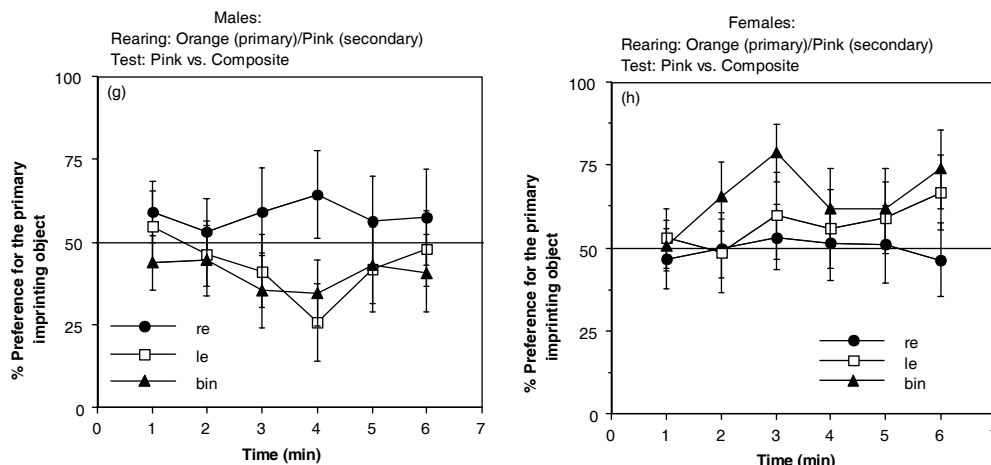 Males:
Rearing: Orange (primary)/Pink (secondary)
Test: Pink vs. Composite
100
(g)
75
50
25
0
% Preference for the primary
imprinting object
re
le
bin
0 1 2 3 4 5 6 7
Time (min)
Females:
Rearing: Orange (primary)/Pink (secondary)
Test: Pink vs. Composite
100
(h)
75
50
25
0
% Preference for the primary
imprinting object
re
le
bin
0 1 2 3 4 5 6 7
Time (min)